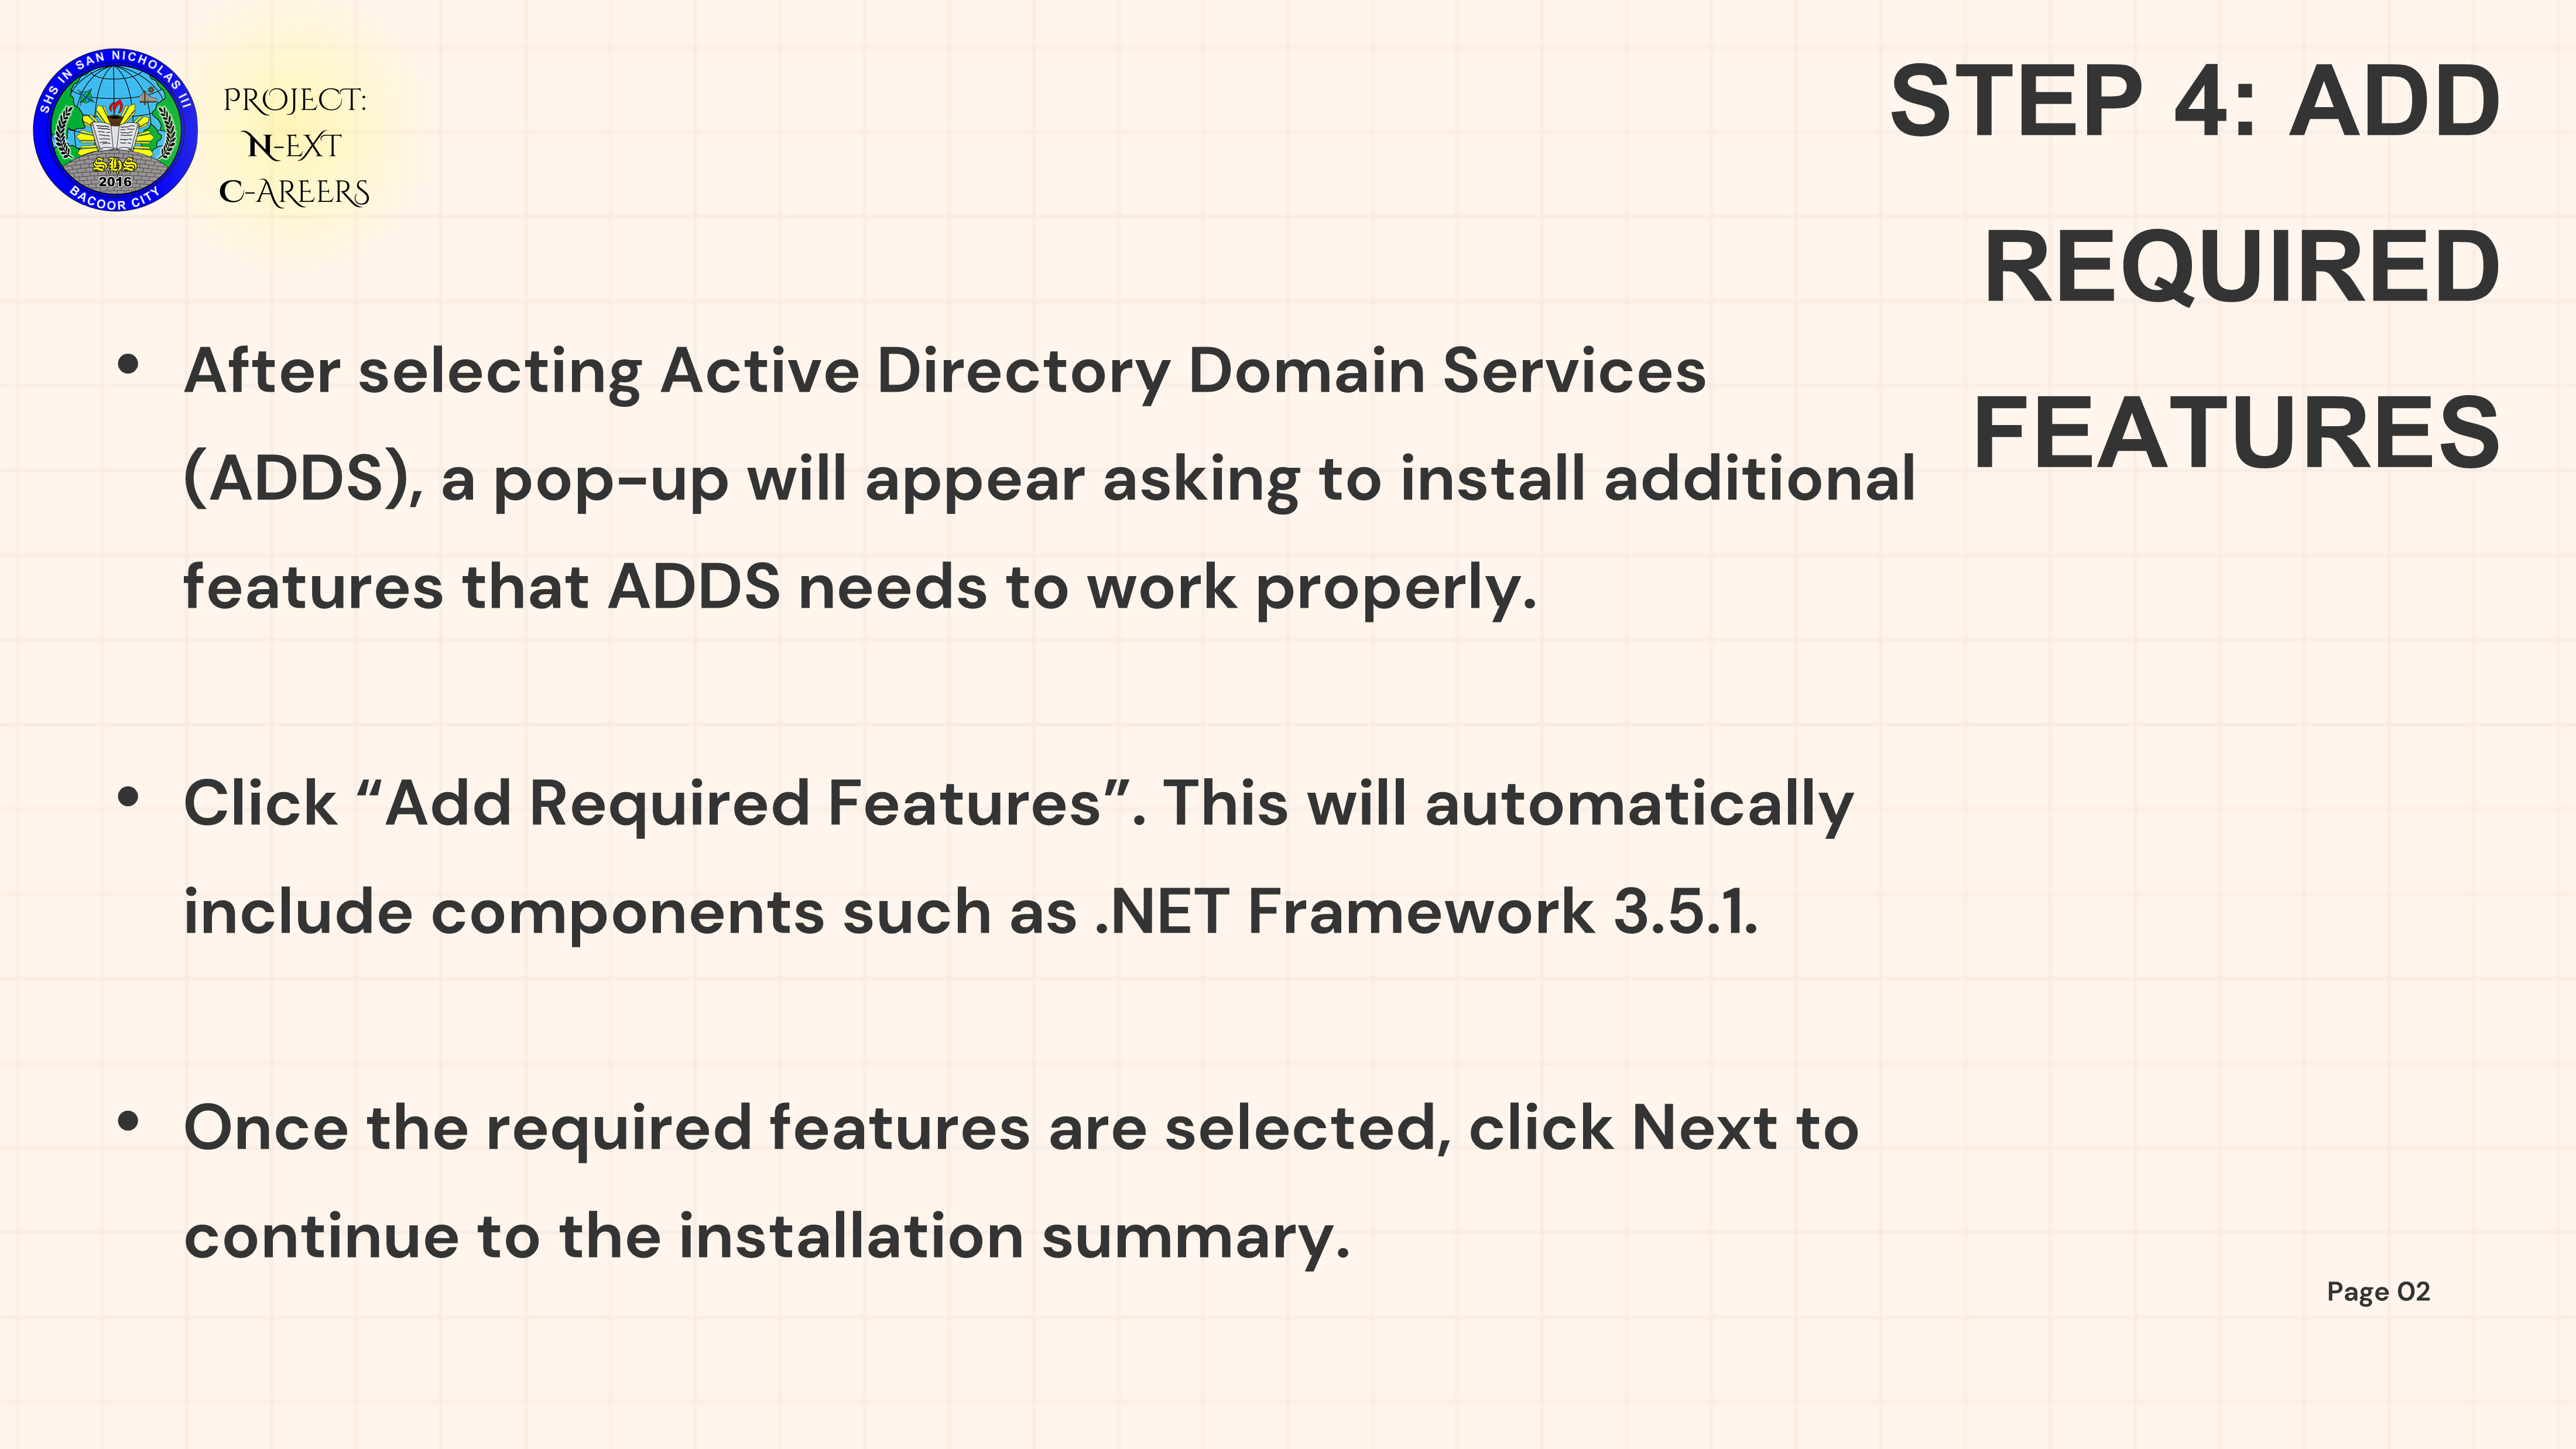 SHS IN SAN NICHOLAS III
SHS
2016
BACOOR CITY
PROJECT:
N-EXT
C-AREERS
STEP 4: ADD
REQUIRED
FEATURES
• After selecting Active Directory Domain Services
(ADDS), a pop-up will appear asking to install additional
features that ADDS needs to work properly.
• Click “Add Required Features”. This will automatically
include components such as .NET Framework 3.5.1.
• Once the required features are selected, click Next to
continue to the installation summary.
Page 02